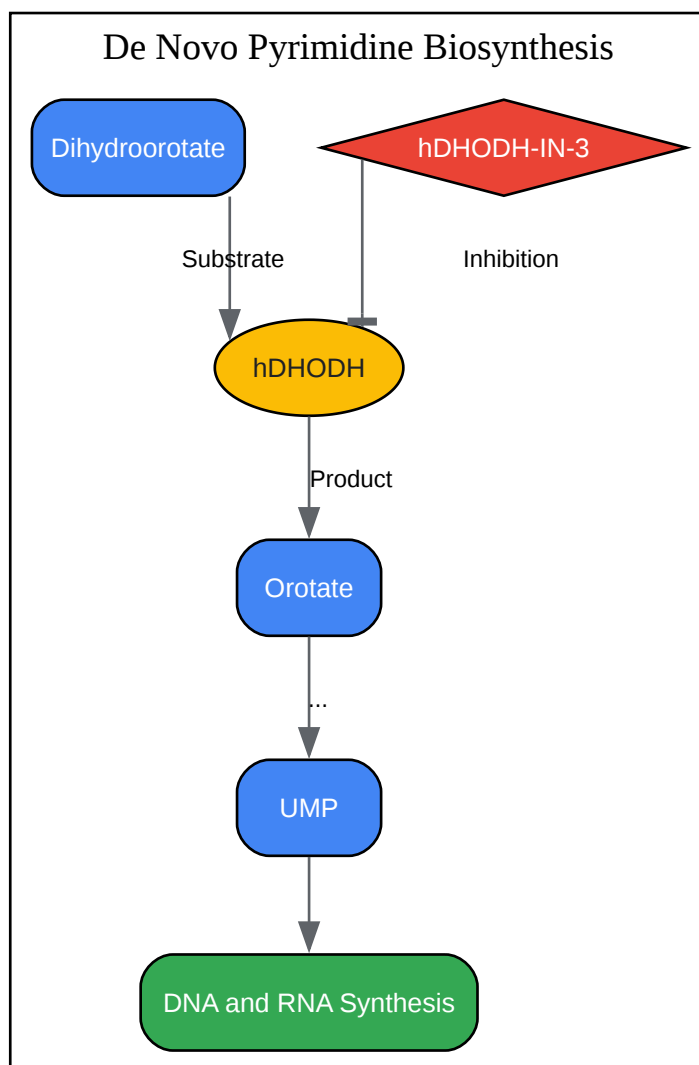 De Novo Pyrimidine Biosynthesis
Dihydroorotate
hDHODH-IN-3
Substrate
Inhibition
hDHODH
Product
Orotate
...
UMP
DNA and RNA Synthesis